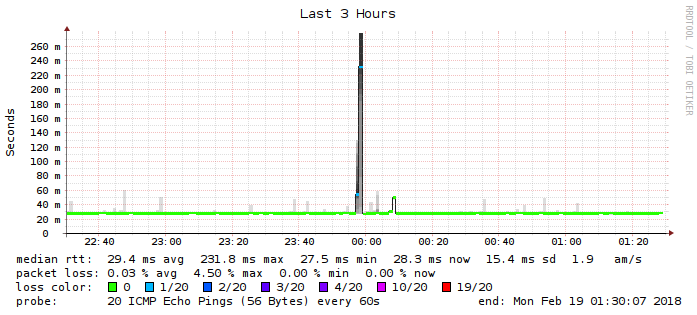 Last 3 Hours
RRDTOOL / TOBI OETIKER
Seconds
260 m
240 m
220 m
200 m
180 m
160 m
140 m
120 m
100 m
80 m
60 m
40 m
20 m
0
22:40 23:00 23:20 23:40 00:00 00:20 00:40 01:00 01:20
median rtt: 29.4 ms avg 231.8 ms max 27.5 ms min 28.3 ms now 15.4 ms sd 1.9 am/s
packet loss: 0.03 % avg 4.50 % max 0.00 % min 0.00 % now
loss color: 0 1/20 2/20 3/20 4/20 10/20 19/20
probe: 20 ICMP Echo Pings (56 Bytes) every 60s end: Mon Feb 19 01:30:07 2018